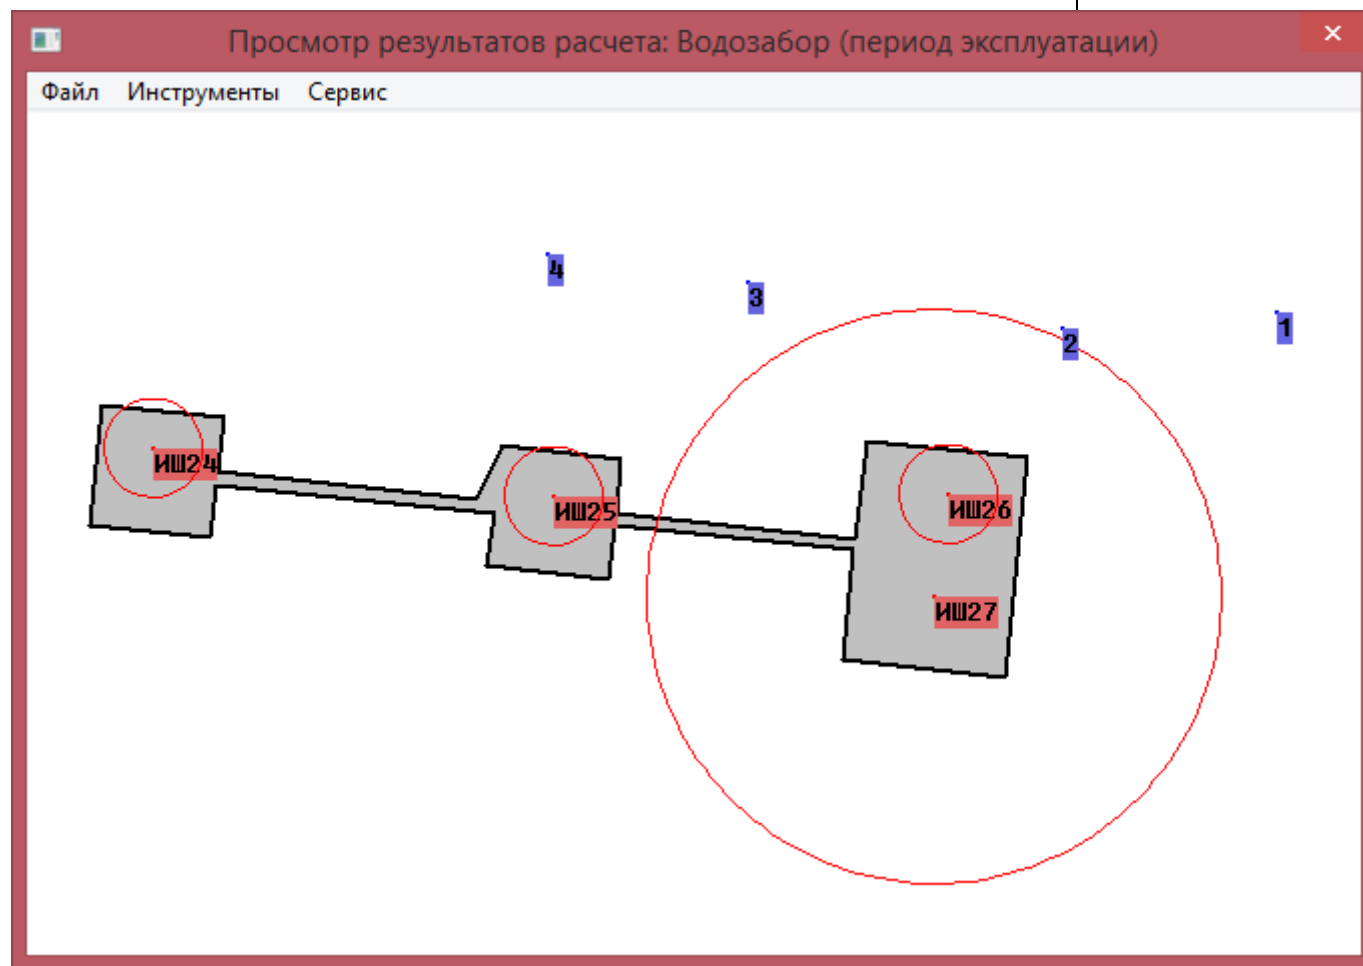 Просмотр результатов расчета: Водозабор (период эксплуатации)
Файл Инструменты Сервис
4
3
1
2
ИШ24
ИШ25
ИШ26
ИШ27